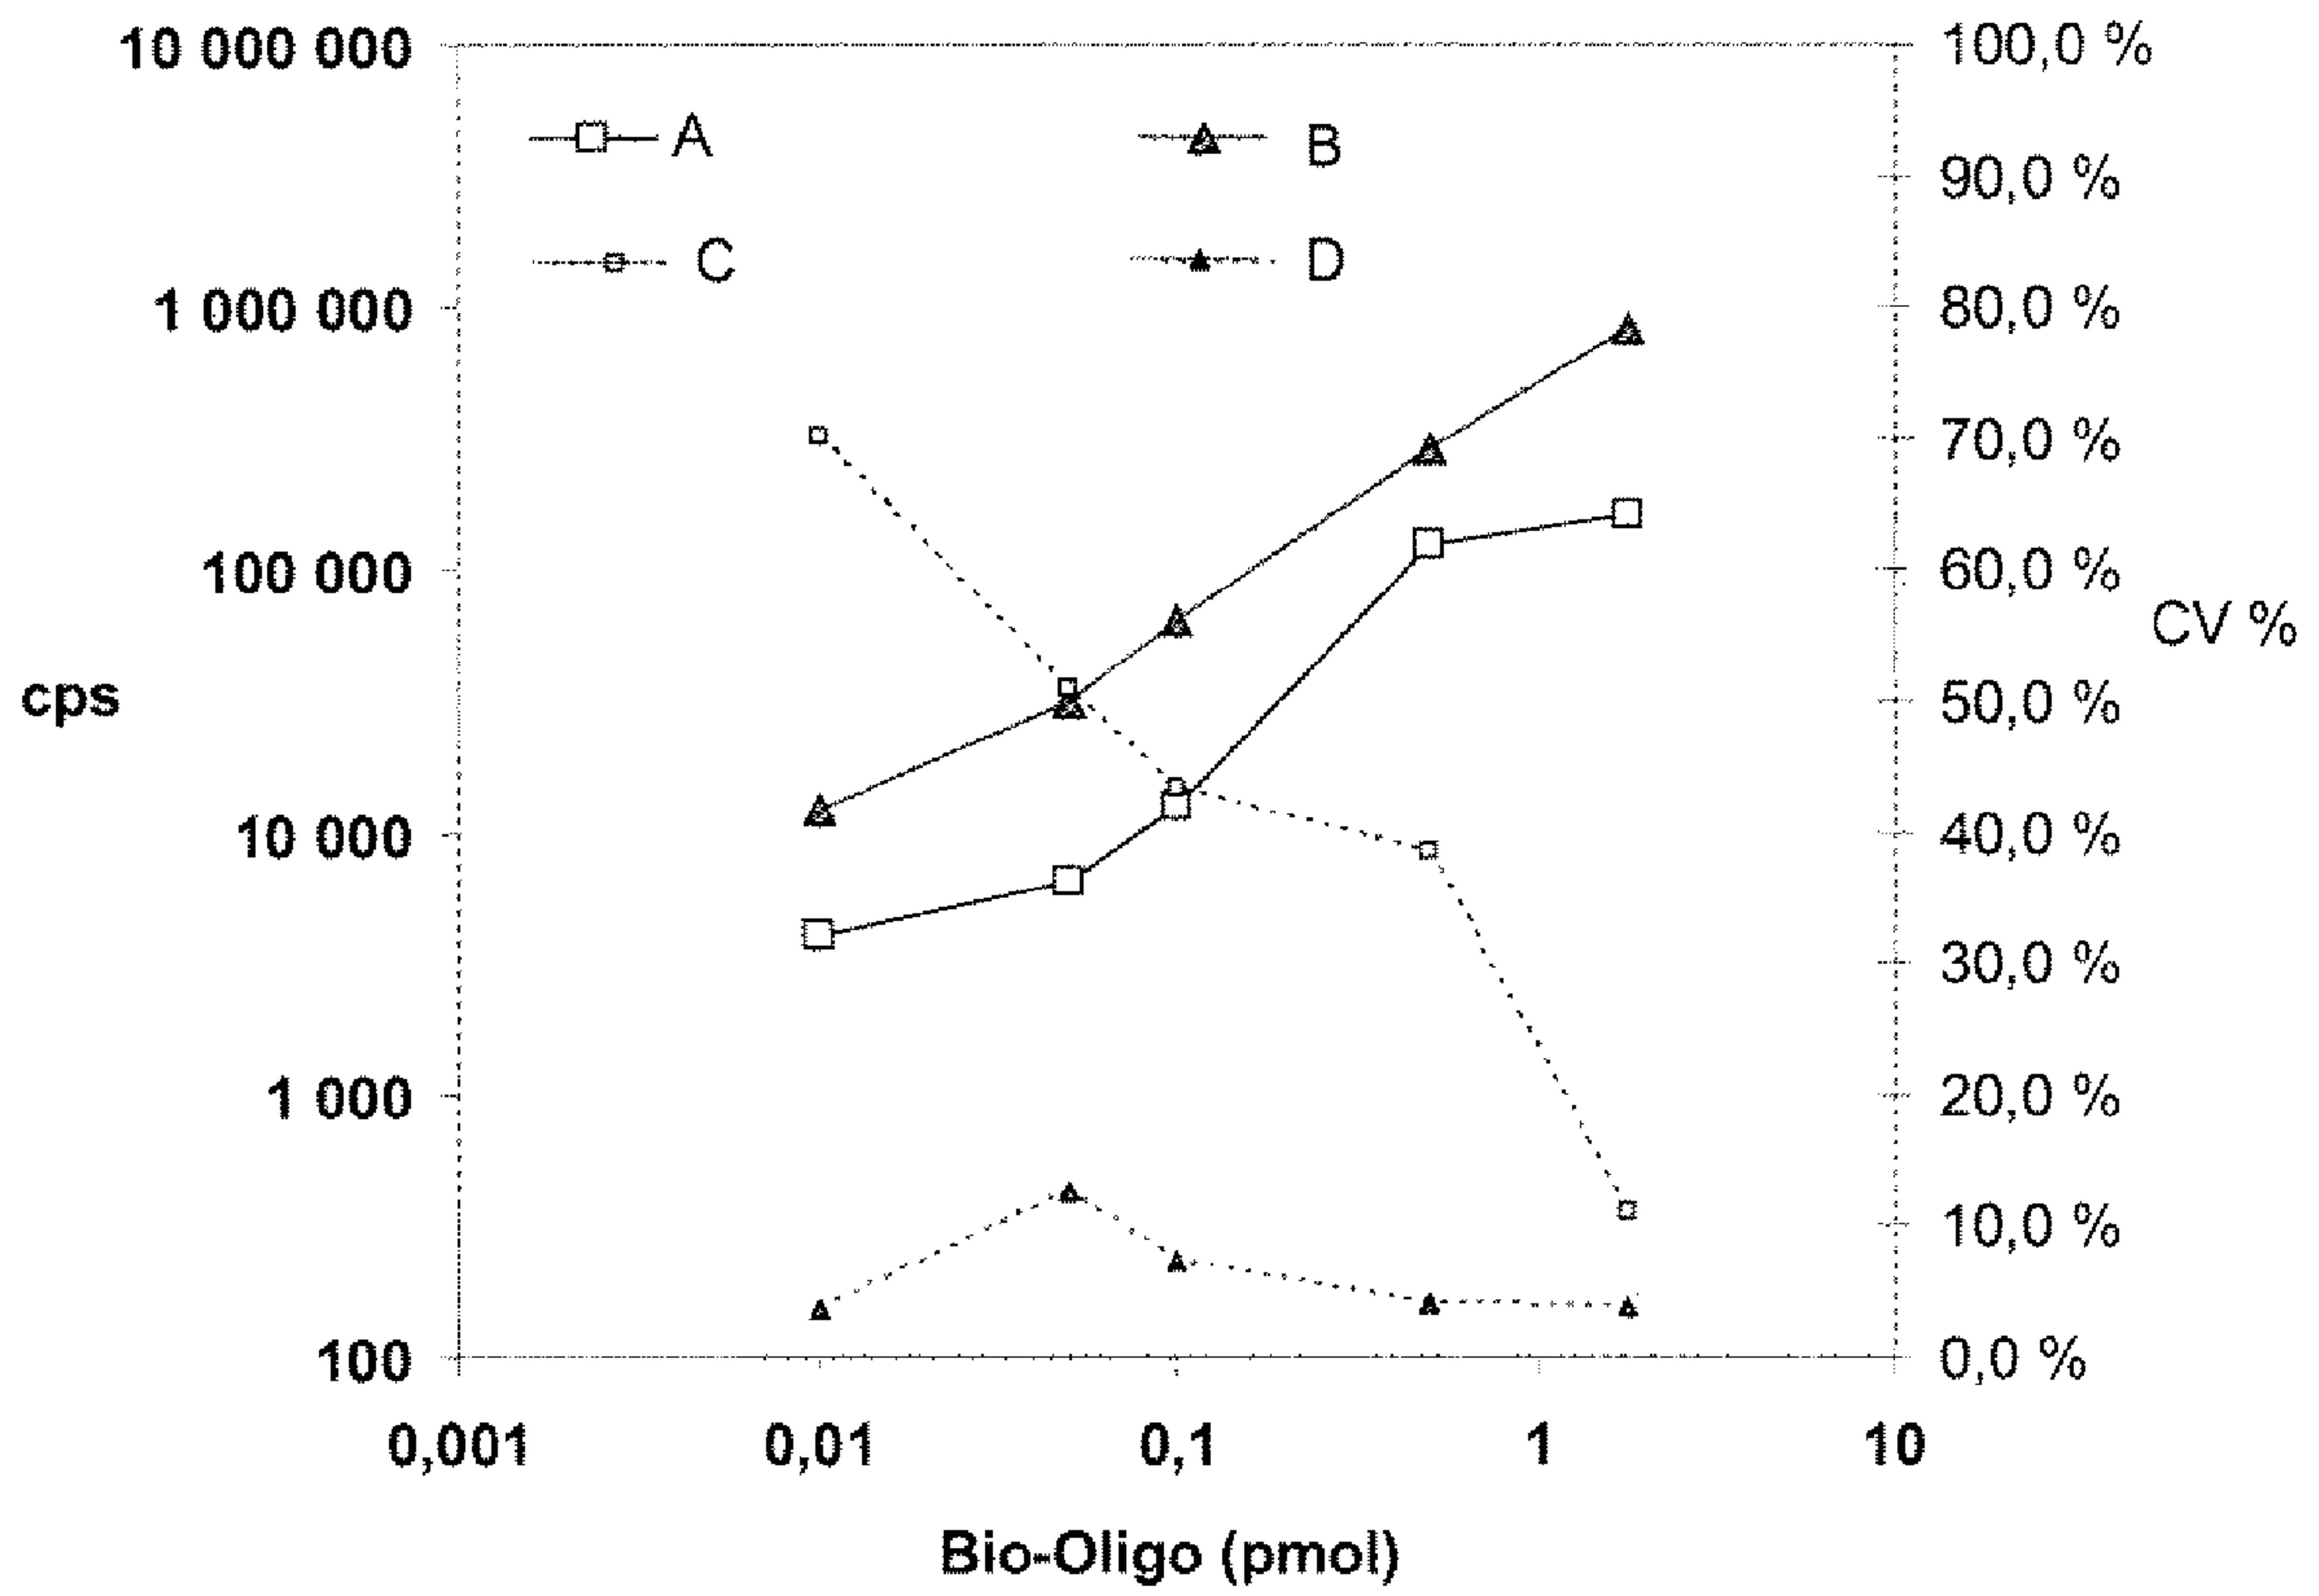 10 000 000
1 000 000
100 000
10 000
1 000
100
cps
A
B
C
D
100,0 %
90,0 %
80,0 %
70,0 %
60,0 %
50,0 %
40,0 %
30,0 %
20,0 %
10,0 %
0,0 %
CV %
0,001 0,01 0,1 1 10
Bio-Oligo (pmol)